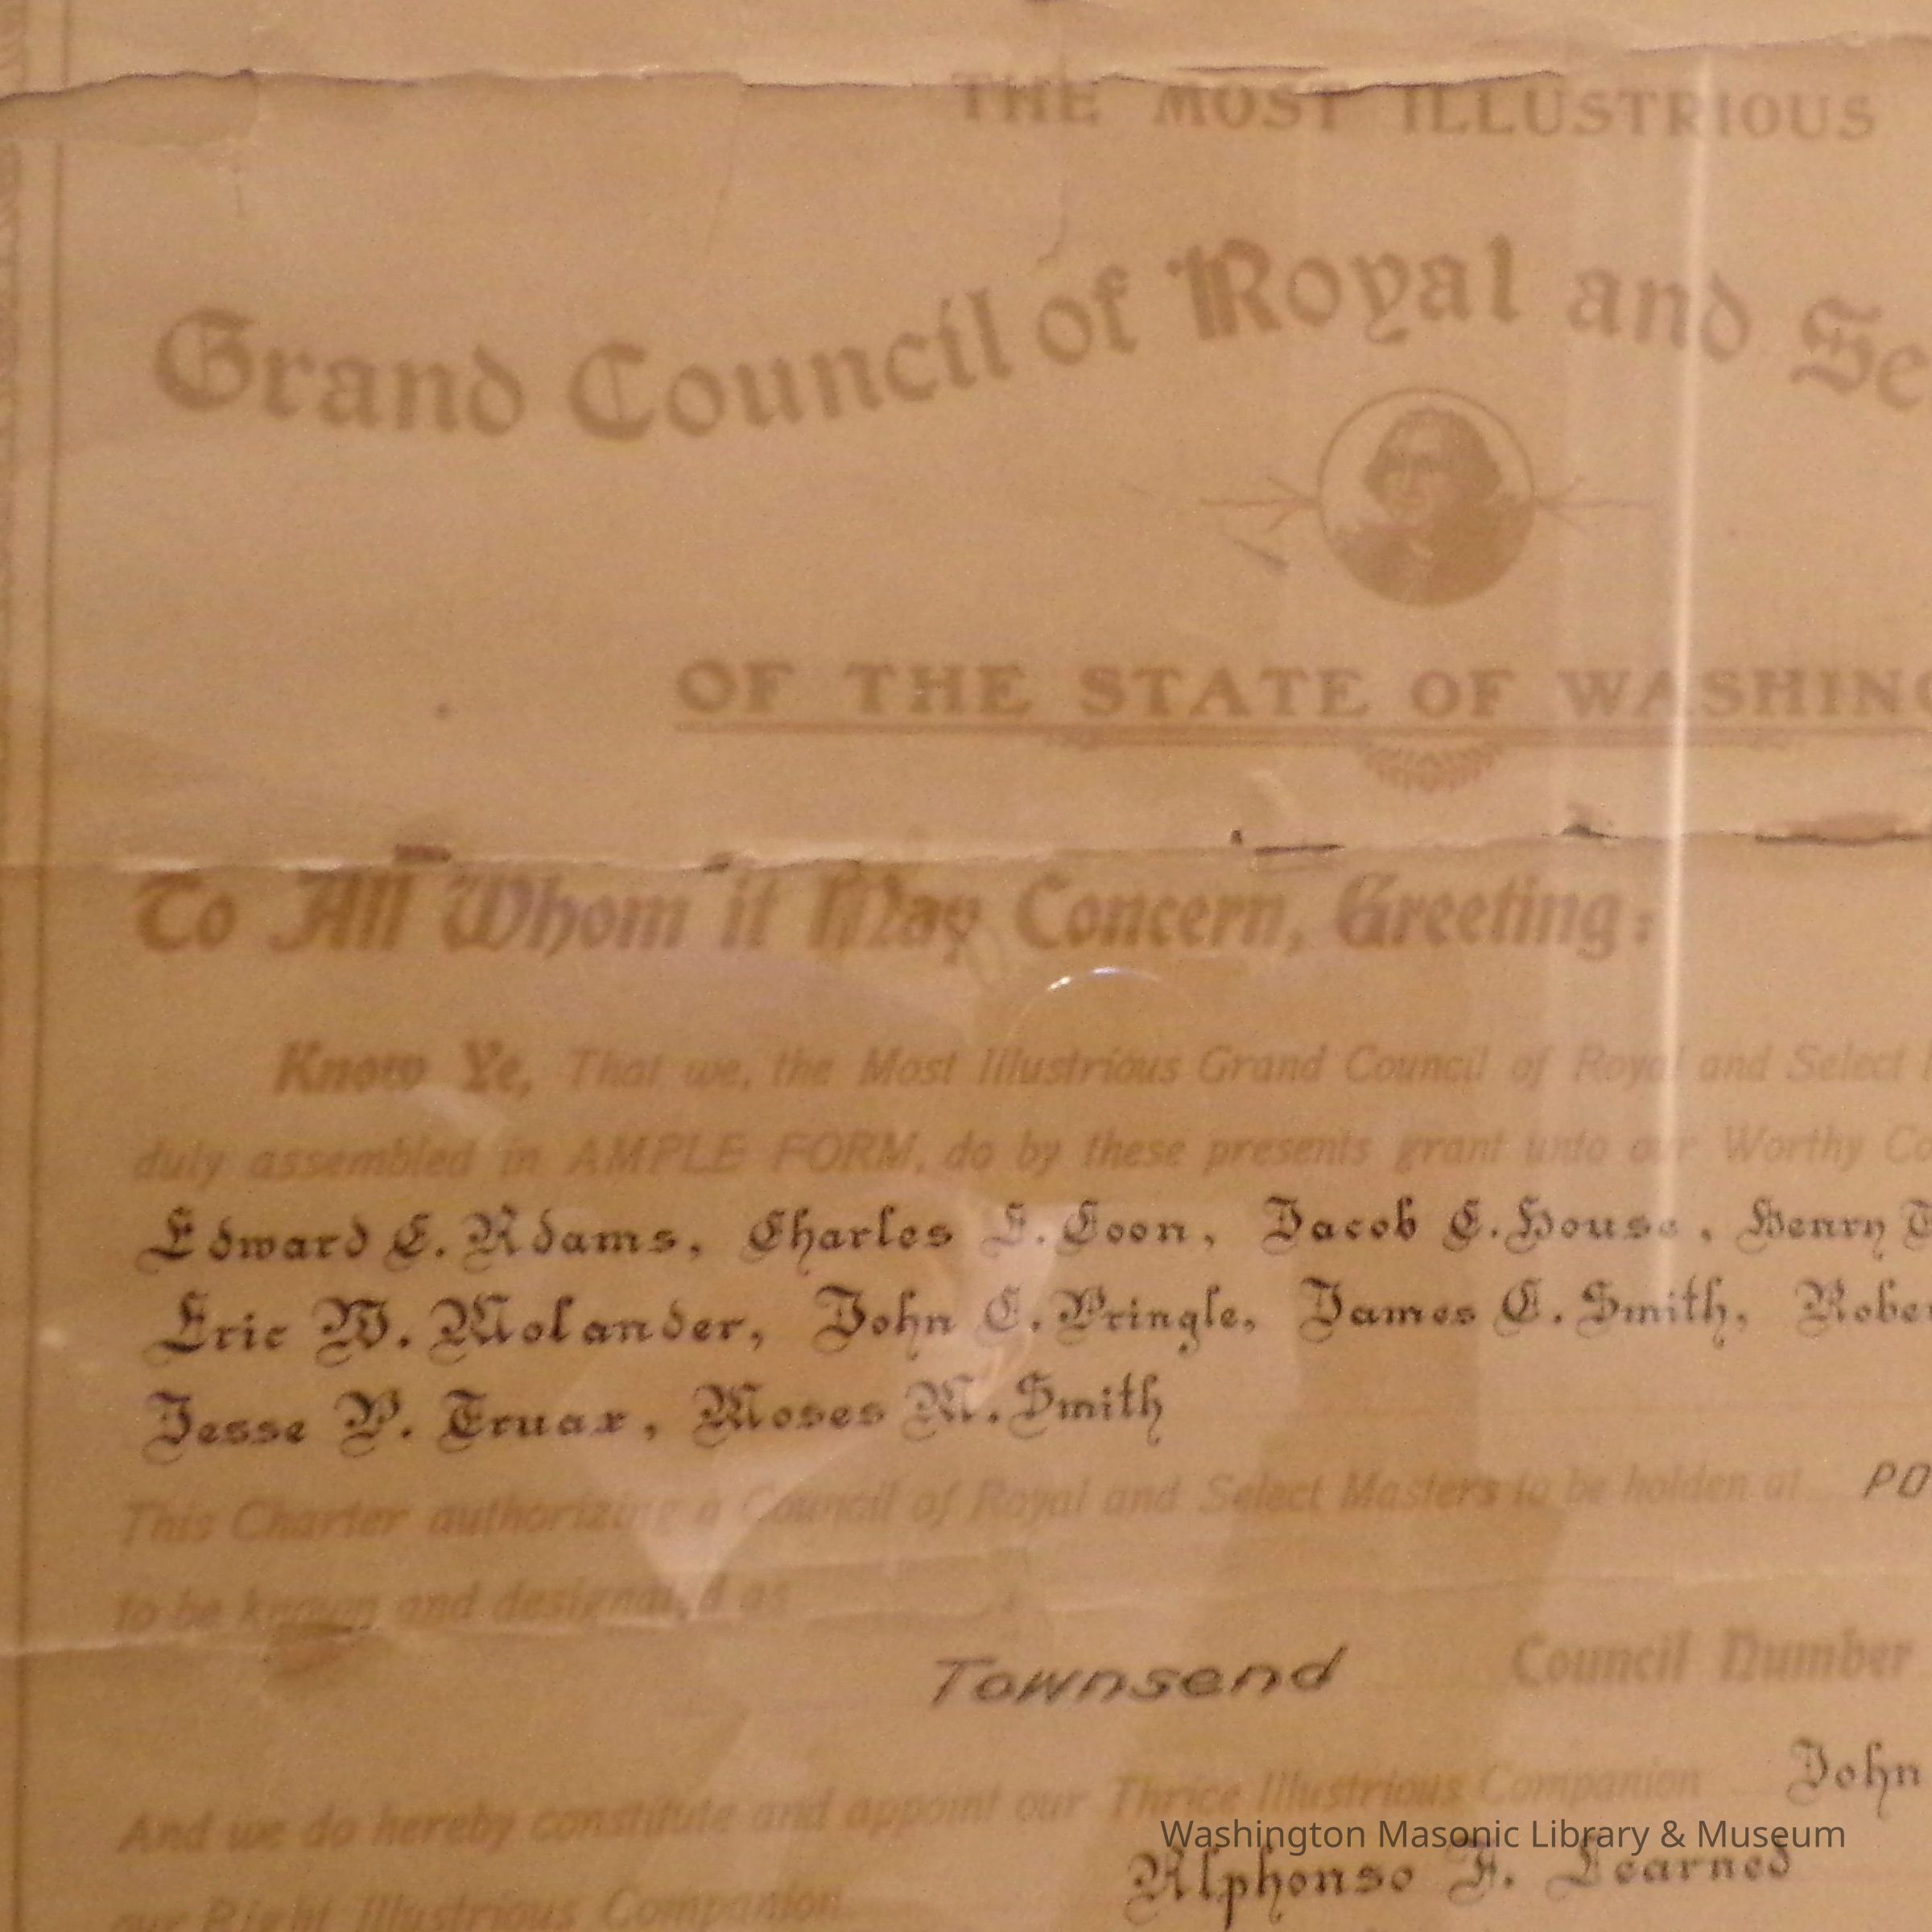 THE MOST ILLUSTRIOUS
Grand Council of Royal and Se
OF THE STATE OF WASHING
To All Whom it May Concern, Greeting:
Know Ye, That we, the Most Illustrious Grand Council of Royal and Select
duly assembled in AMPLE FORM, do by these presents grant unto our Worthy Co
Edward C. Adams, Charles F. Coon, Jacob C. House, Henry T
Eric W. Molander, John C. Pringle, James C. Smith, Rober
Jesse P. Truax, Moses M. Smith
This Charter authorizing a Council of Royal and Select Masters to be holden at PO
to be known and designated as
Townsend Council Number
And we do hereby constitute and appoint our Thrice Illustrious Companion John
Washington Masonic Library & Museum
our Right Illustrious Companion Alphonso F. Learned